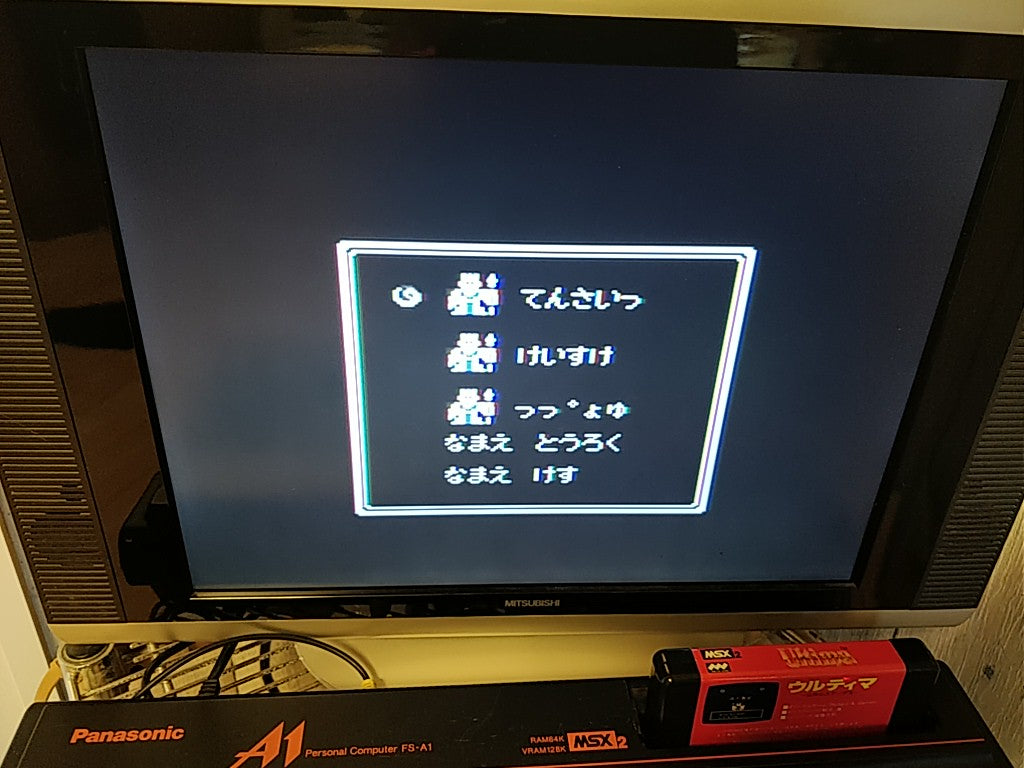 てんさいっ
けいすけ
っっ゜ょゆ
なまえ とうろく
なまえ けす
MITSUBISHI
Panasonic
A1 Personal Computer FS-A1
RAM64K
VRAM128K
MSX2
MSX2
Ultima
ウルティマ